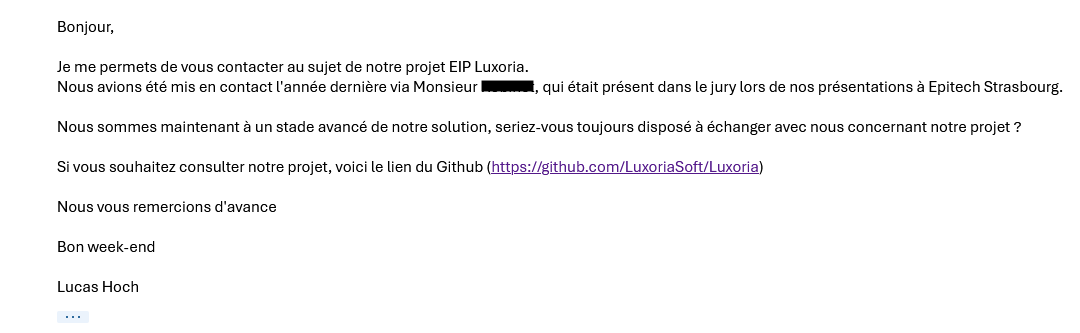 Bonjour,
Je me permets de vous contacter au sujet de notre projet EIP Luxoria.
Nous avions été mis en contact l'année dernière via Monsieur , qui était présent dans le jury lors de nos présentations à Epitech Strasbourg.
Nous sommes maintenant à un stade avancé de notre solution, seriez-vous toujours disposé à échanger avec nous concernant notre projet ?
Si vous souhaitez consulter notre projet, voici le lien du Github (https://github.com/LuxoriaSoft/Luxoria)
Nous vous remercions d'avance
Bon week-end
Lucas Hoch
...